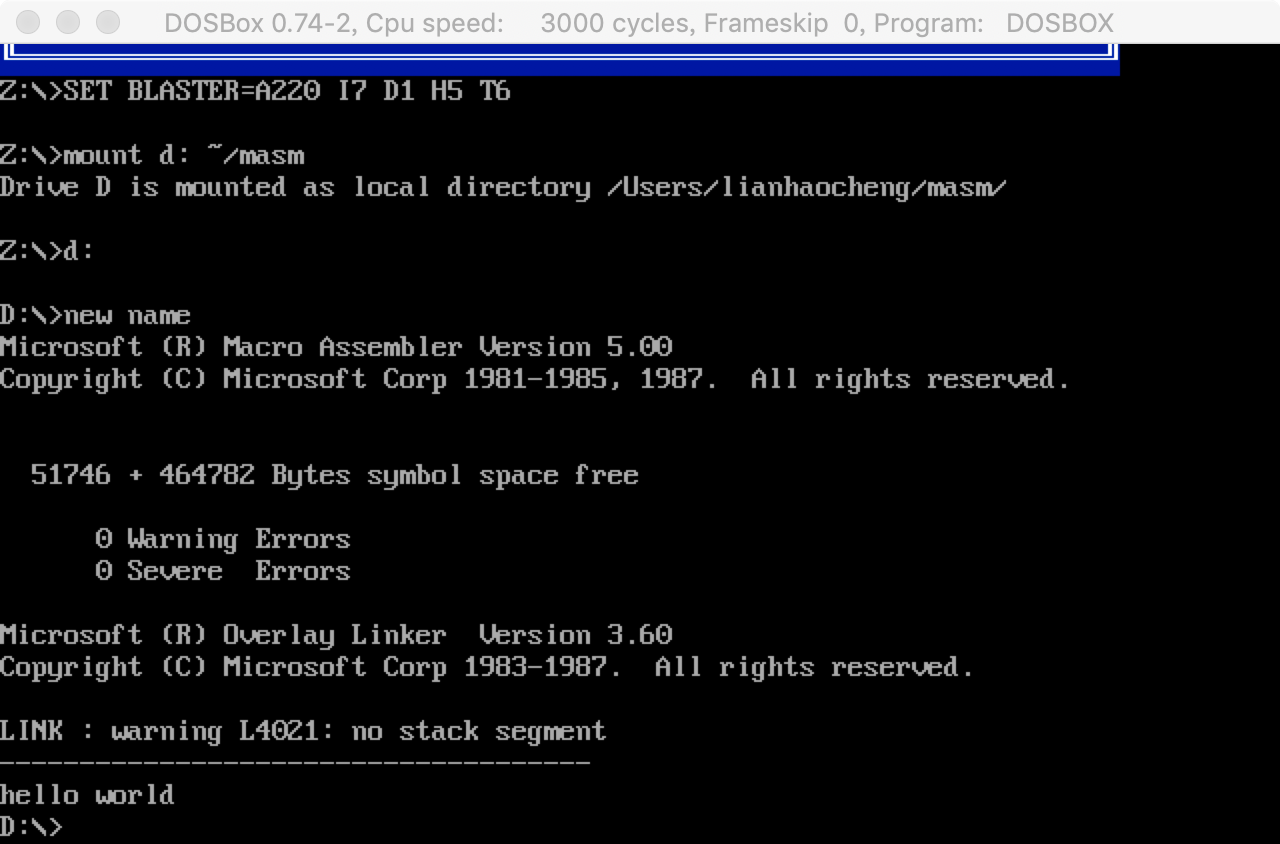 DOSBox 0.74-2, Cpu speed:    3000 cycles, Frameskip  0, Program:   DOSBOX
Z:\>SET BLASTER=A220 I7 D1 H5 T6
Z:\>mount d: ~/masm
Drive D is mounted as local directory /Users/lianhaocheng/masm/
Z:\>d:
D:\>new name
Microsoft (R) Macro Assembler Version 5.00
Copyright (C) Microsoft Corp 1981-1985, 1987.  All rights reserved.
  51746 + 464782 Bytes symbol space free
      0 Warning Errors
      0 Severe  Errors
Microsoft (R) Overlay Linker  Version 3.60
Copyright (C) Microsoft Corp 1983-1987.  All rights reserved.
LINK : warning L4021: no stack segment
-------------------------------------
hello world
D:\>